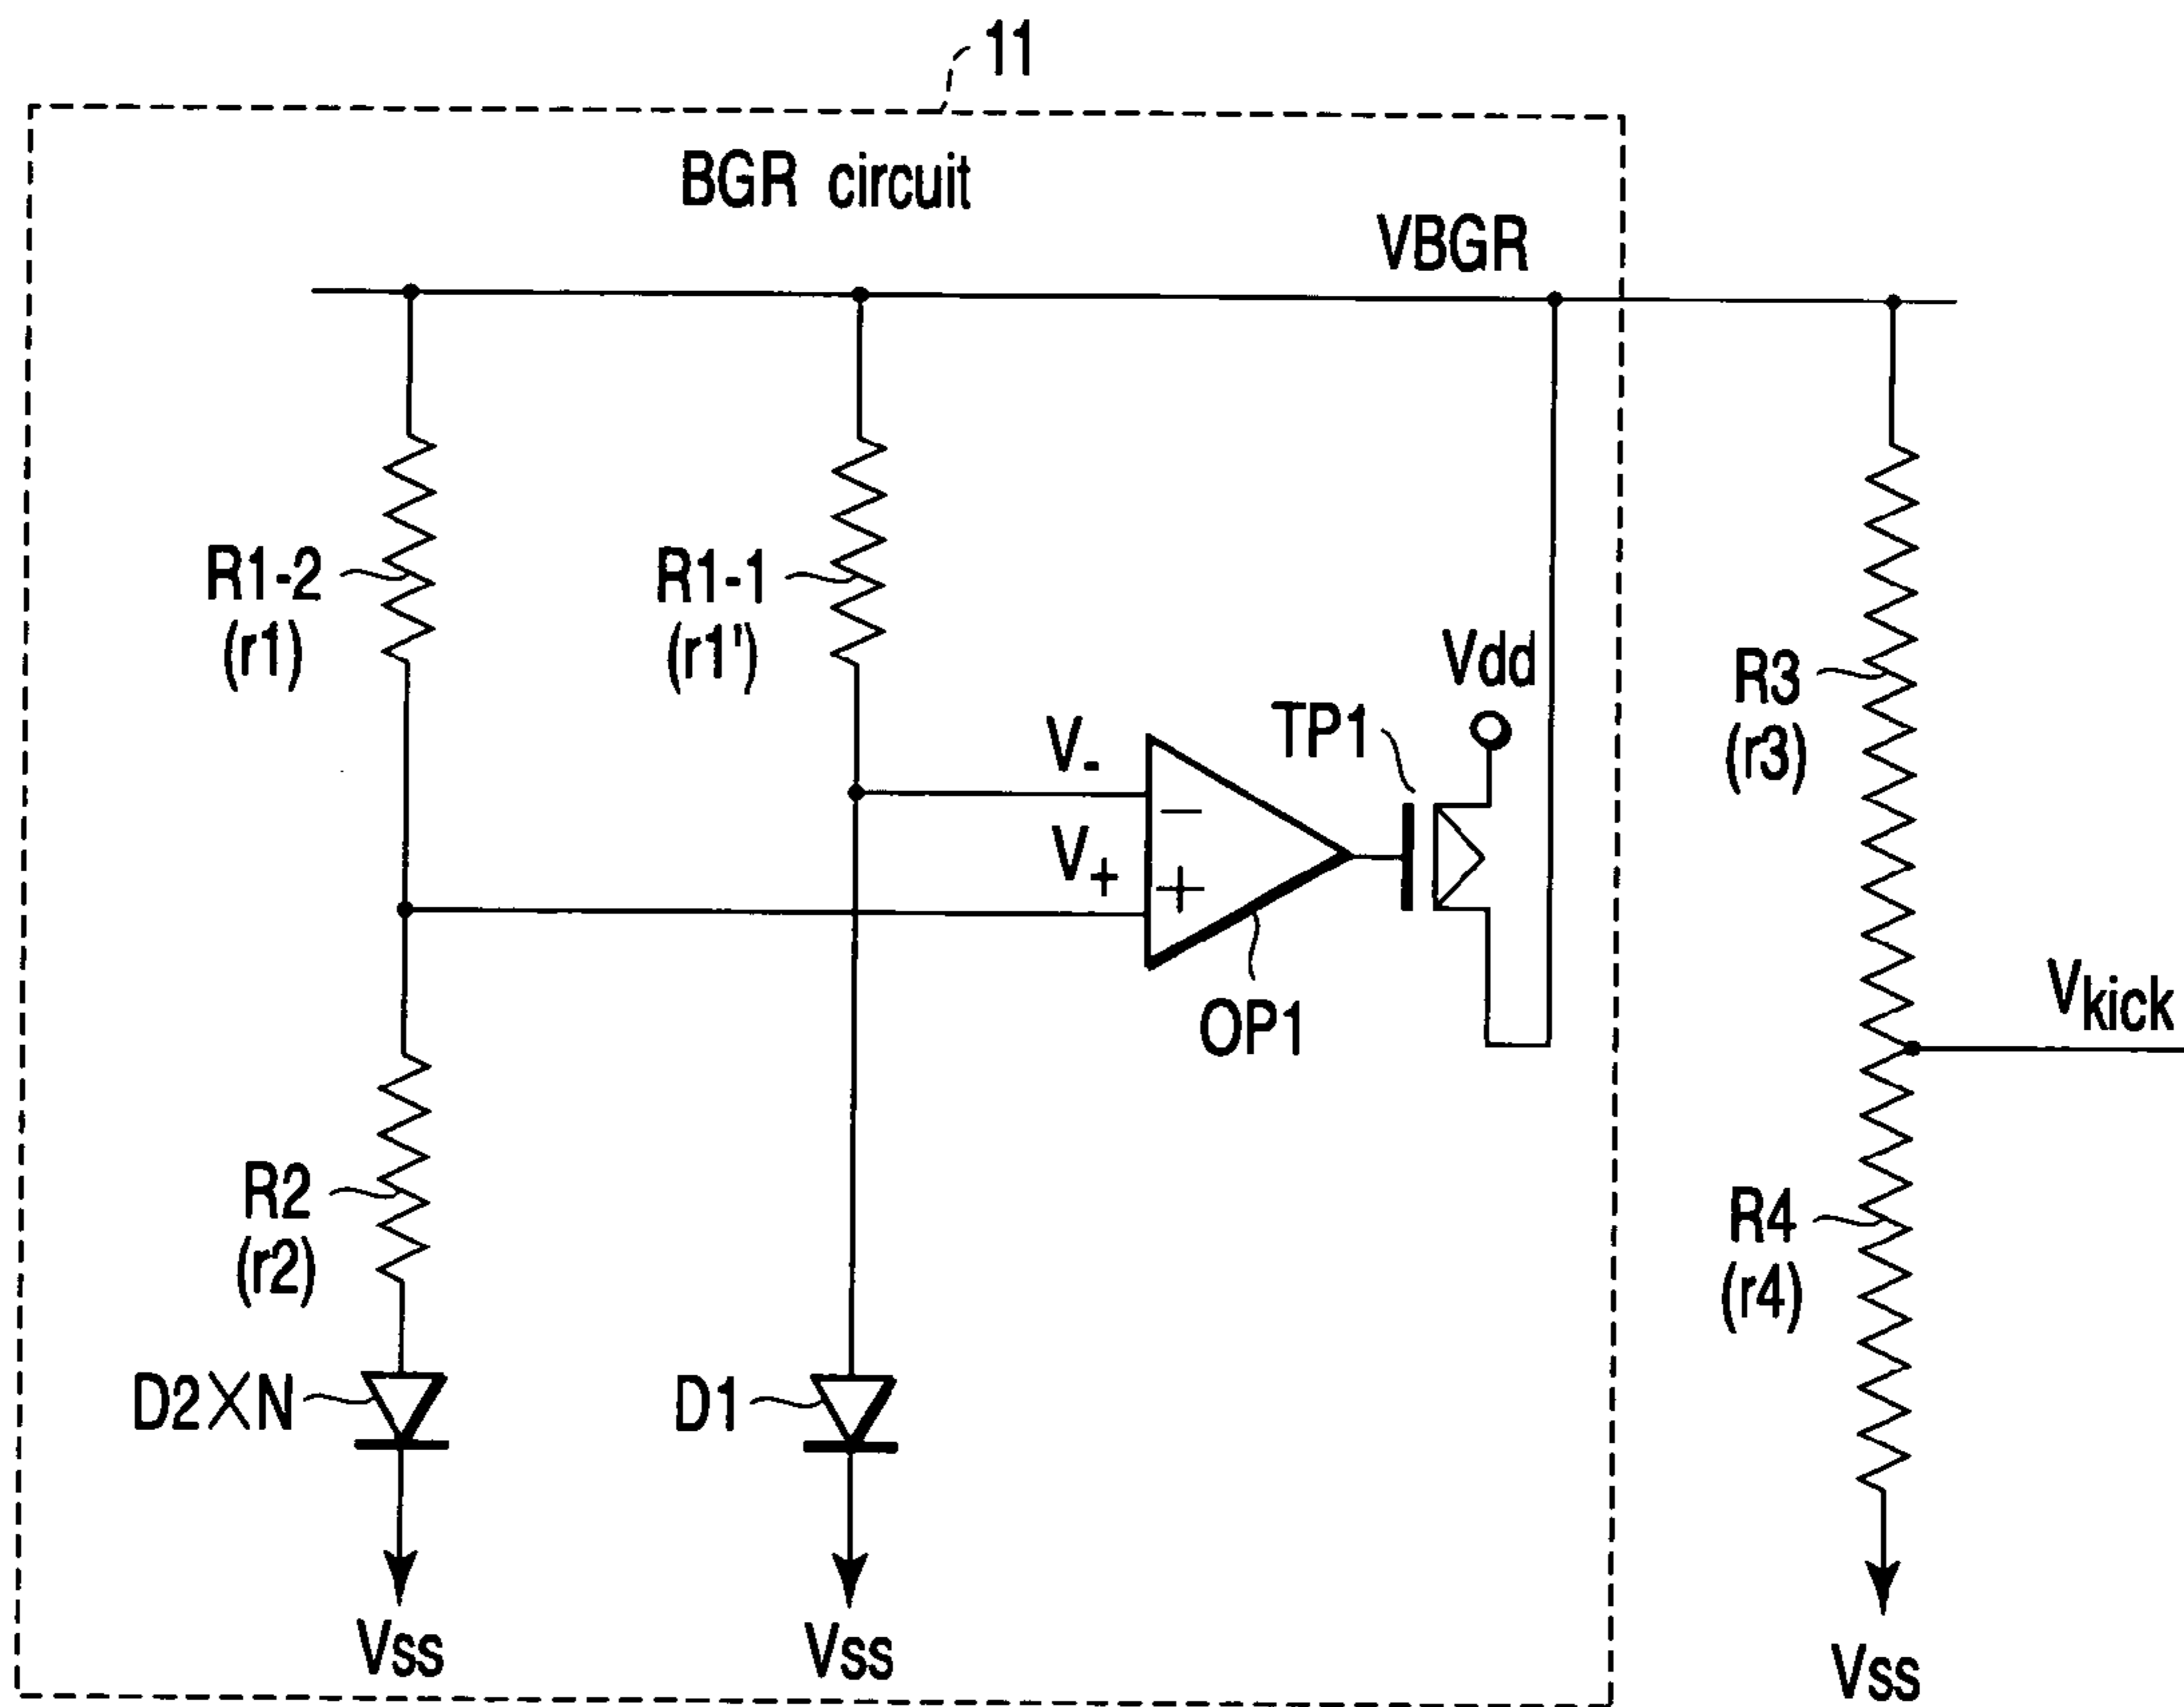 11
BGR circuit
VBGR
R1-2
(r1)
R1-1
(r1')
Vdd
TP1
R3
(r3)
V-
−
V+
+
OP1
Vkick
R2
(r2)
R4
(r4)
D2×N
D1
Vss
Vss
Vss